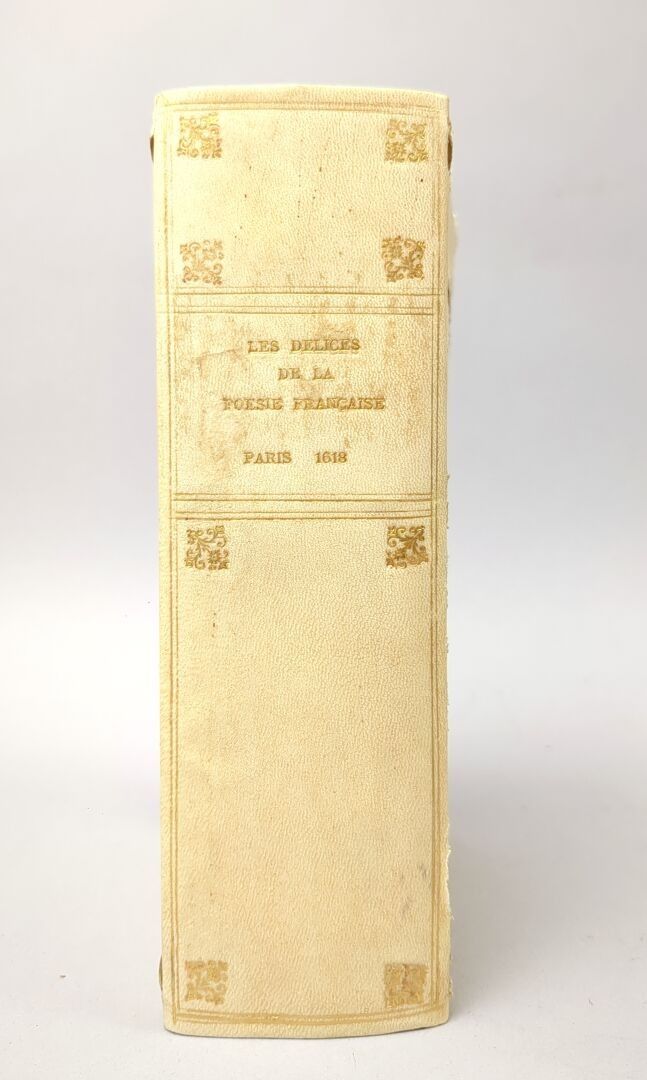 LES DELICES
DE LA
POESIE FRANÇAISE
PARIS 1618